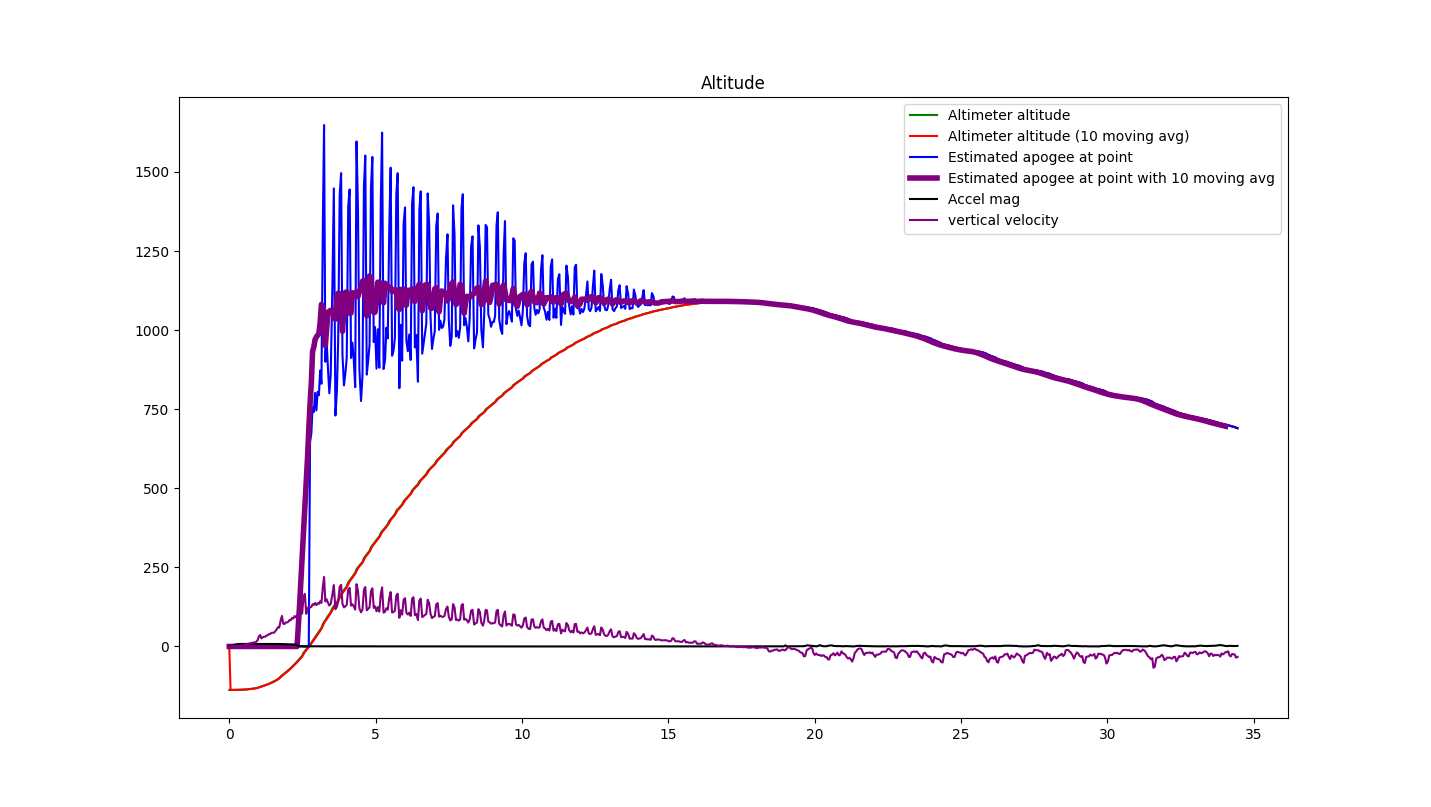 Altitude
Altimeter altitude
Altimeter altitude (10 moving avg)
Estimated apogee at point
Estimated apogee at point with 10 moving avg
Accel mag
vertical velocity
1500
1250
1000
750
500
250
0
0 5 10 15 20 25 30 35